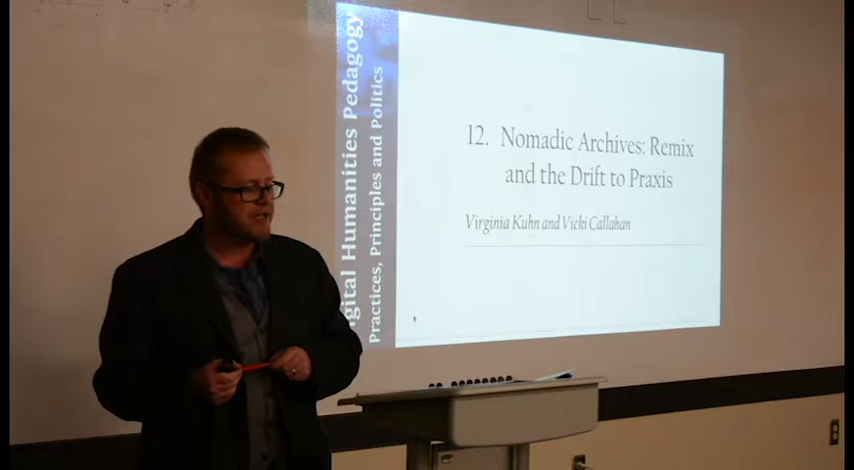 Digital Humanities Pedagogy
Practices, Principles and Politics
12. Nomadic Archives: Remix
and the Drift to Praxis
Virginia Kuhn and Vicki Callahan